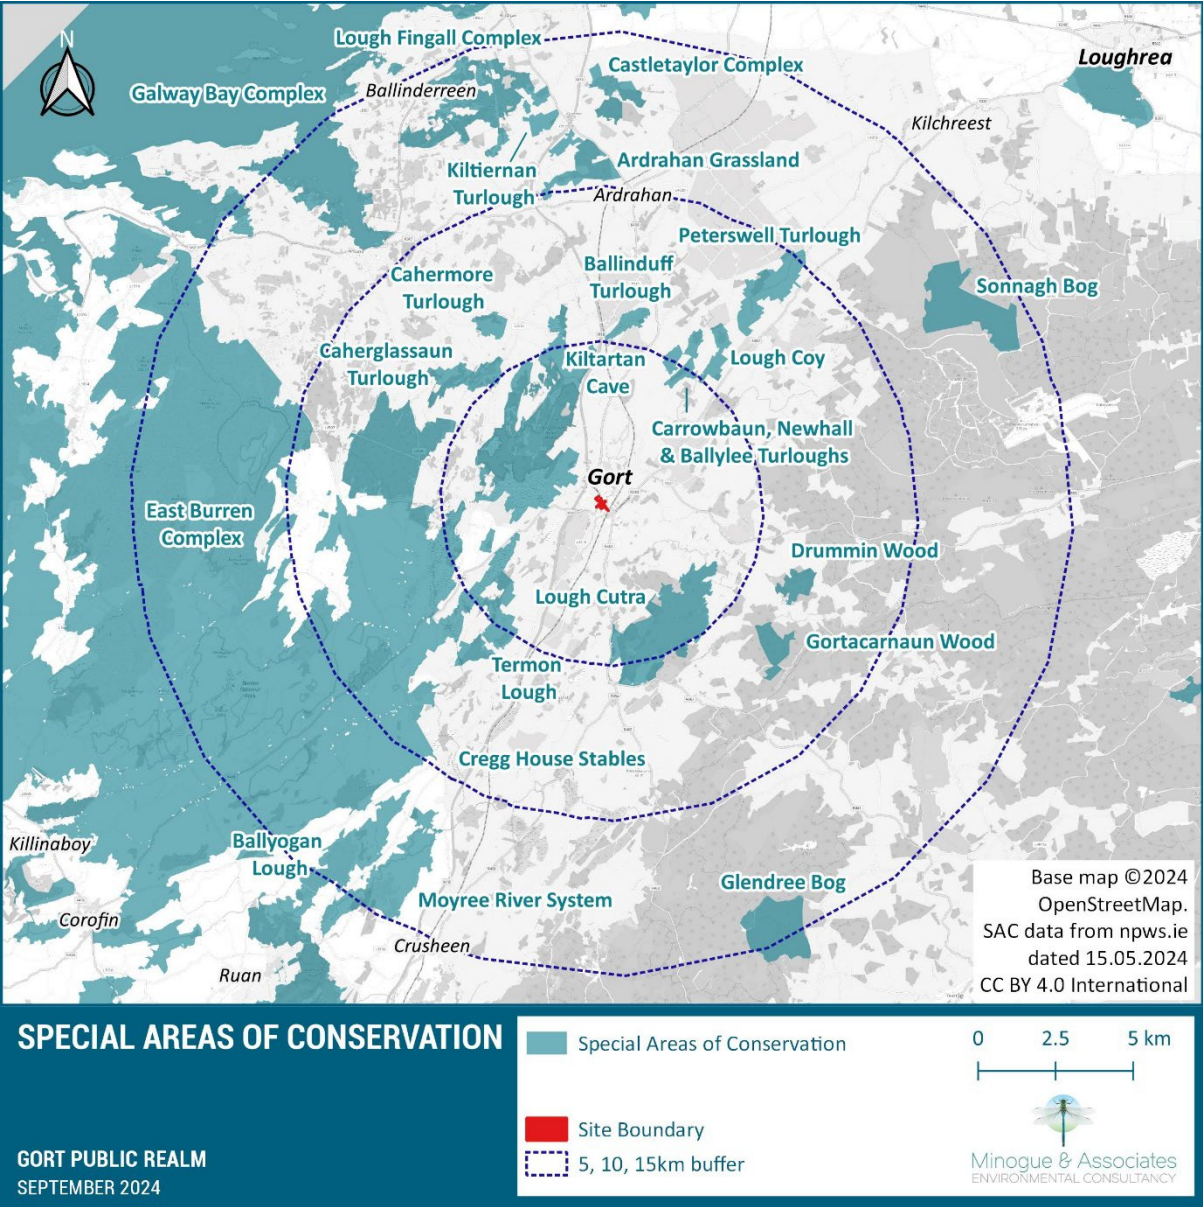 N
Lough Fingall Complex
Castletaylor Complex
Loughrea
Galway Bay Complex
Ballinderreen
Kilchreest
Kiltiernan
Turlough
Ardrahan Grassland
Ardrahan
Peterswell Turlough
Cahermore
Turlough
Ballinduff
Turlough
Sonnagh Bog
Caherglassaun
Turlough
Kiltartan
Cave
Lough Coy
Carrowbaun, Newhall
& Ballylee Turloughs
Gort
East Burren
Complex
Drummin Wood
Lough Cutra
Gortacarnaun Wood
Termon
Lough
Cregg House Stables
Killinaboy
Ballyogan
Lough
Glendree Bog
Moyree River System
Corofin
Crusheen
Ruan
Base map ©2024
OpenStreetMap.
SAC data from npws.ie
dated 15.05.2024
CC BY 4.0 International
SPECIAL AREAS OF CONSERVATION
GORT PUBLIC REALM
SEPTEMBER 2024
Special Areas of Conservation
Site Boundary
5, 10, 15km buffer
0 2.5 5 km
Minogue & Associates
ENVIRONMENTAL CONSULTANCY